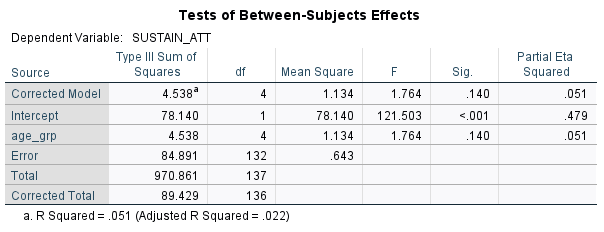 Tests of Between-Subjects Effects
Dependent Variable: SUSTAIN_ATT
Source Type III Sum of Squares df Mean Square F Sig. Partial Eta Squared
Corrected Model 4.538a 4 1.134 1.764 .140 .051
Intercept 78.140 1 78.140 121.503 <.001 .479
age_grp 4.538 4 1.134 1.764 .140 .051
Error 84.891 132 .643
Total 970.861 137
Corrected Total 89.429 136
a. R Squared = .051 (Adjusted R Squared = .022)